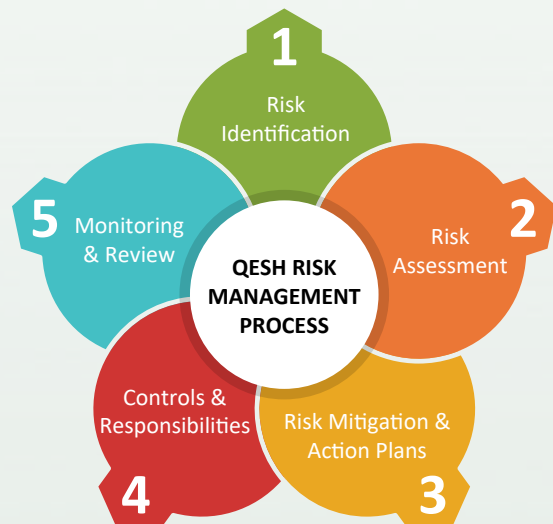 1
Risk
Identification
2
Risk
Assessment
3
Risk Mitigation &
Action Plans
4
Controls &
Responsibilities
5
Monitoring
& Review
QESH RISK
MANAGEMENT
PROCESS